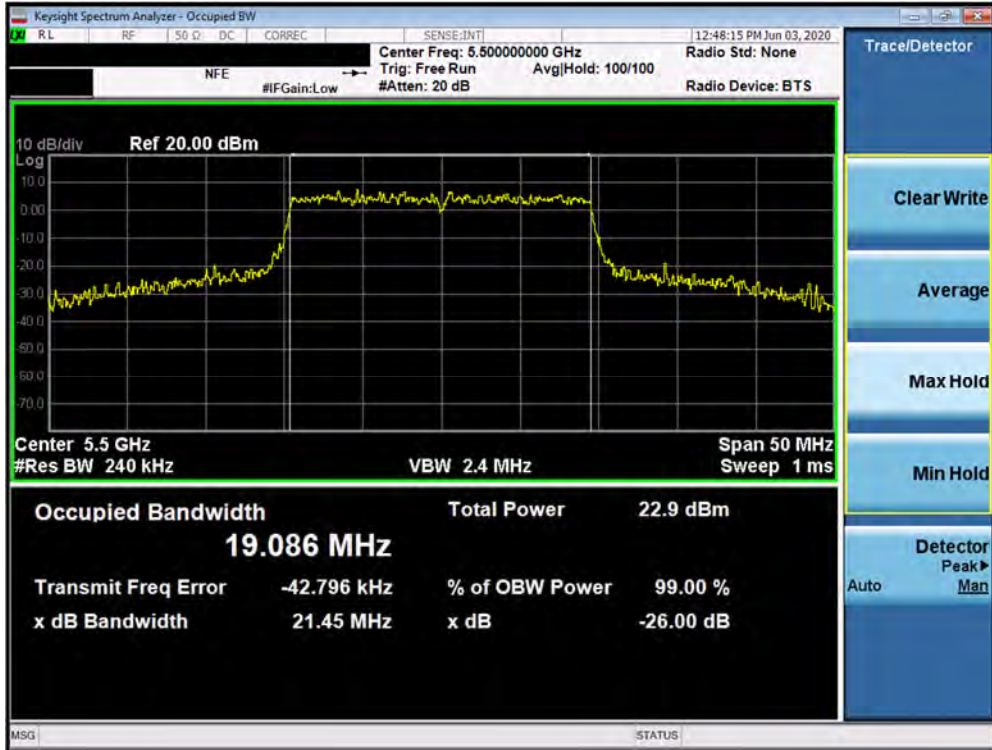 Keysight Spectrum Analyzer - Occupied BW
LXI RL RF 50 Ω DC CORREC SENSE:INT 12:48:15 PM Jun 03, 2020
Center Freq: 5.500000000 GHz Radio Std: None
NFE Trig: Free Run Avg|Hold: 100/100
#IFGain:Low #Atten: 20 dB Radio Device: BTS
Trace/Detector
10 dB/div Ref 20.00 dBm
Log
10.0
0.00
-10.0
-20.0
-30.0
-40.0
-50.0
-60.0
-70.0
Center 5.5 GHz Span 50 MHz
#Res BW 240 kHz VBW 2.4 MHz Sweep 1 ms
Occupied Bandwidth Total Power 22.9 dBm
19.086 MHz
Transmit Freq Error -42.796 kHz % of OBW Power 99.00 %
x dB Bandwidth 21.45 MHz x dB -26.00 dB
Clear Write
Average
Max Hold
Min Hold
Detector
Peak▶
Auto Man
MSG STATUS